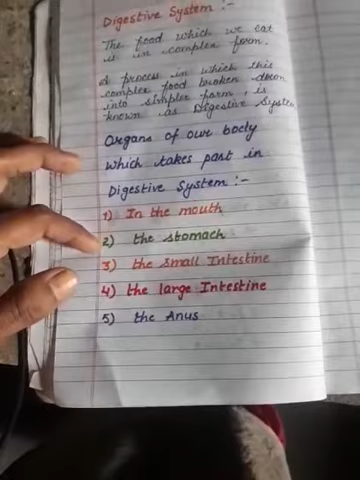 Digestive System :-
The food which we eat
is in complex form.
A process in which this
complex food broken down
into simpler form, is
known as Digestive System
Organs of our body
which takes part in
Digestive System :-
1) In the mouth
2) the stomach
3) the small Intestine
4) the large Intestine
5) the Anus